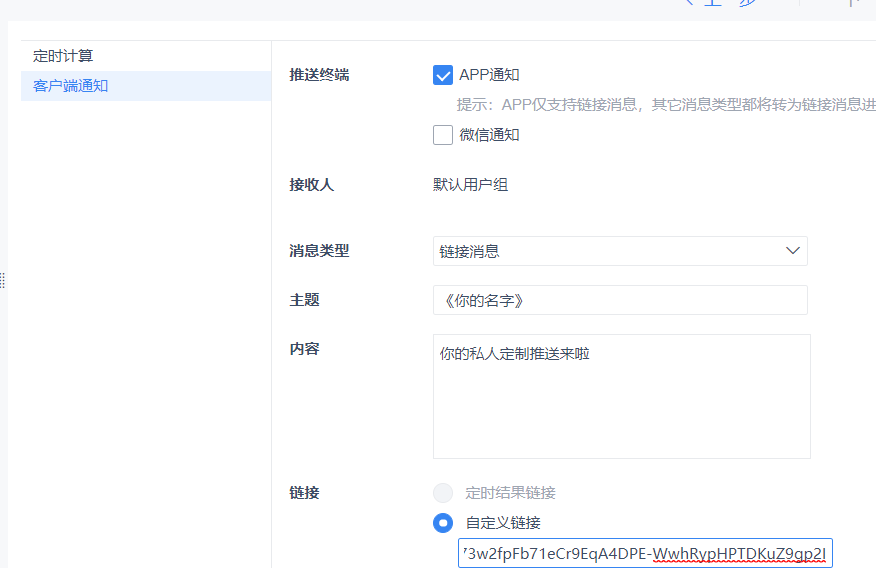 上一步
定时计算
客户端通知
推送终端
APP通知
提示：APP仅支持链接消息，其它消息类型都将转为链接消息进
微信通知
接收人
默认用户组
消息类型
链接消息
主题
《你的名字》
内容
你的私人定制推送来啦
链接
定时结果链接
自定义链接
73w2fpFb71eCr9EqA4DPE-WwhRypHPTDKuZ9gp2I